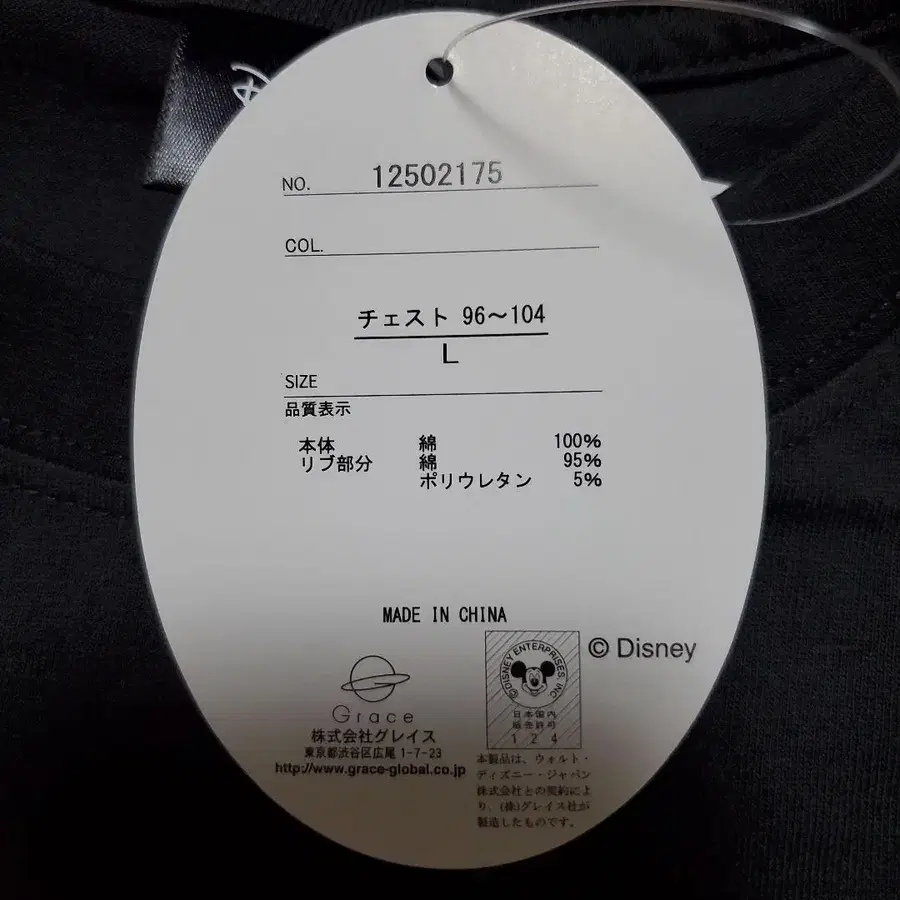 NO. 12502175
COL.
チェスト 96～104
L
SIZE
品質表示
本体 綿 100%
リブ部分 綿 95%
ポリウレタン 5%
MADE IN CHINA
Grace
株式会社グレイス
東京都渋谷区広尾 1-7-23
http://www.grace-global.co.jp
©DISNEY ENTERPRISES, INC
日本国内
販売許可
1 2 4
© Disney
本製品は、ウォルト・
ディズニー・ジャパン
株式会社との契約によ
り、(株)グレイス社が
製造したものです。